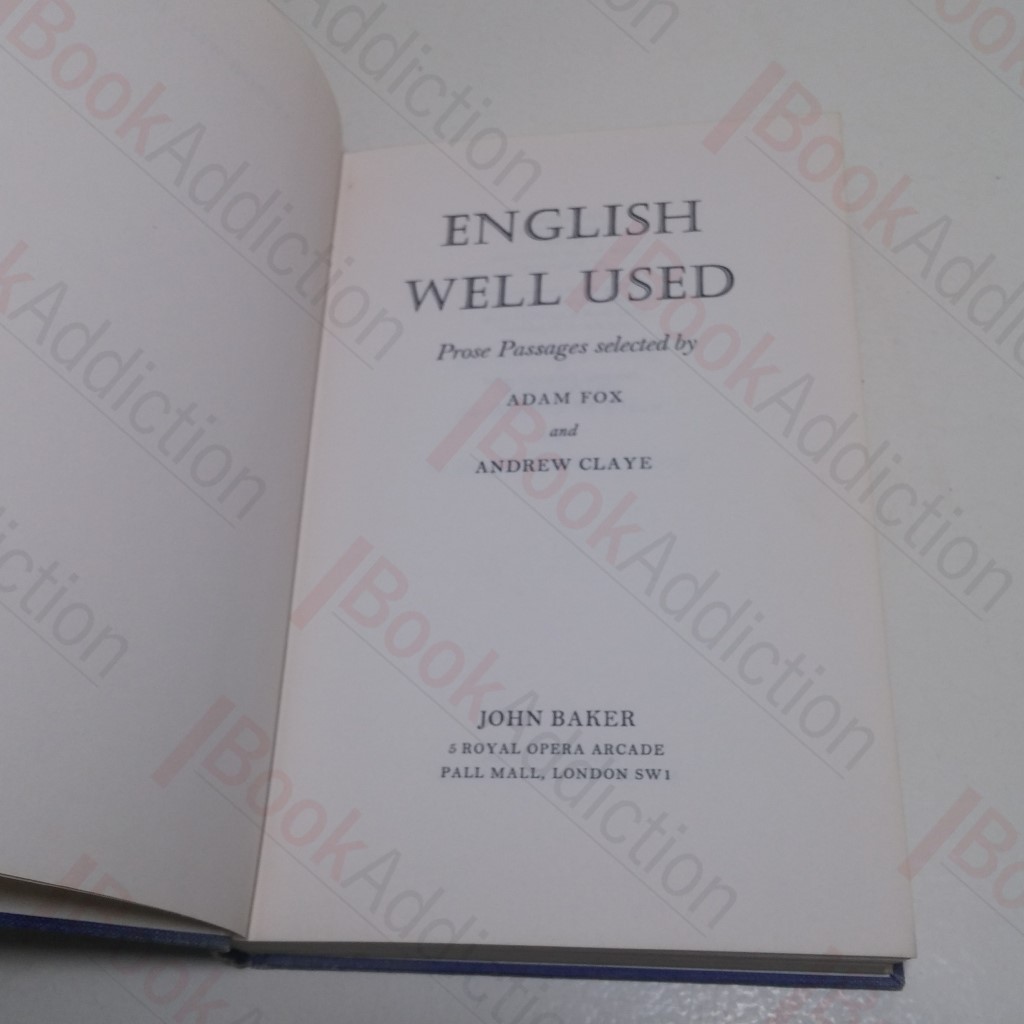 ENGLISH
WELL USED
Prose Passages selected by
ADAM FOX
and
ANDREW CLAYE
JOHN BAKER
5 ROYAL OPERA ARCADE
PALL MALL, LONDON SW1
BookAddiction